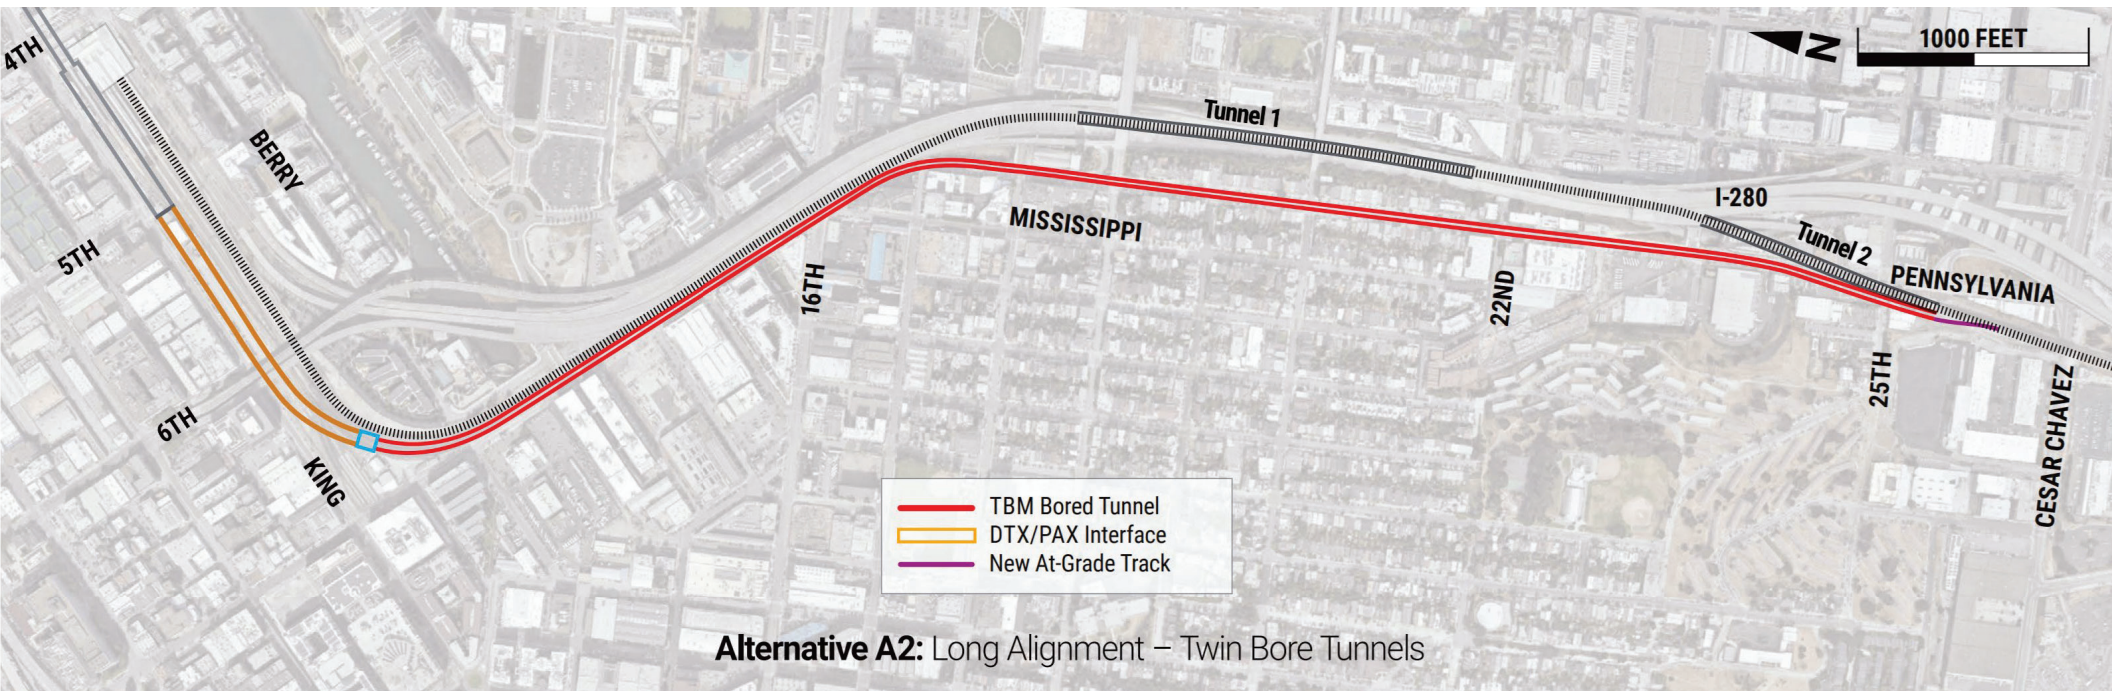 4TH
N
1000 FEET
BERRY
Tunnel 1
MISSISSIPPI
I-280
Tunnel 2
5TH
16TH
22ND
PENNSYLVANIA
6TH
KING
25TH
CESAR CHAVEZ
TBM Bored Tunnel
DTX/PAX Interface
New At-Grade Track
Alternative A2: Long Alignment – Twin Bore Tunnels